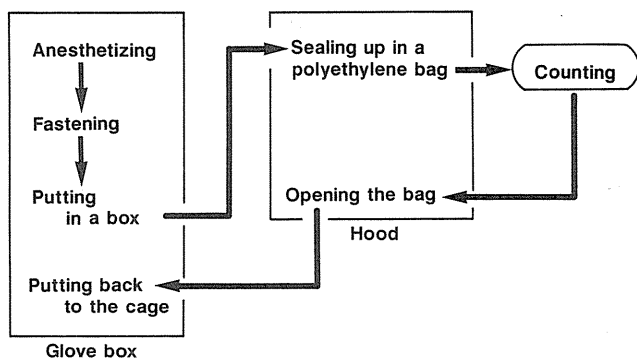 Anesthetizing
Fastening
Putting
in a box
Putting back
to the cage
Glove box
Sealing up in a
polyethylene bag
Opening the bag
Hood
Counting